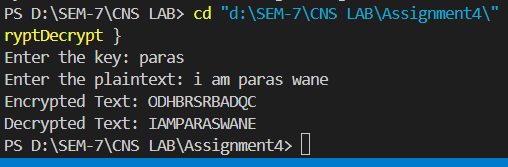 PS D:\SEM-7\CNS LAB> cd "d:\SEM-7\CNS LAB\Assignment4\"
ryptDecrypt }
Enter the key: paras
Enter the plaintext: i am paras wane
Encrypted Text: ODHBRSRBADQC
Decrypted Text: IAMPARASWANE
PS D:\SEM-7\CNS LAB\Assignment4>